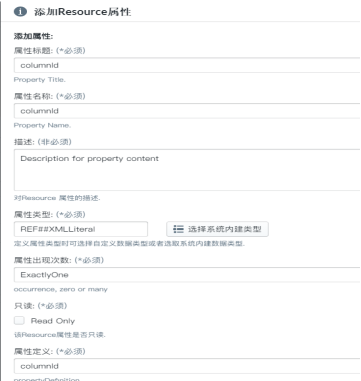 添加Resource属性
添加属性:
属性标题: (*必须)
columnId
Property Title.
属性名称: (*必须)
columnId
Property Name.
描述: (非必须)
Description for property content
对Resource 属性的描述.
属性类型: (*必须)
REF##XMLLiteral
选择系统内建类型
定义属性类型时可选择自定义数据类型或者选取系统内建数据类型.
属性出现次数: (*必须)
ExactlyOne
occurrence, zero or many
只读: (*必须)
Read Only
该Resource属性是否只读.
属性定义: (*必须)
columnId
propertyDefinition